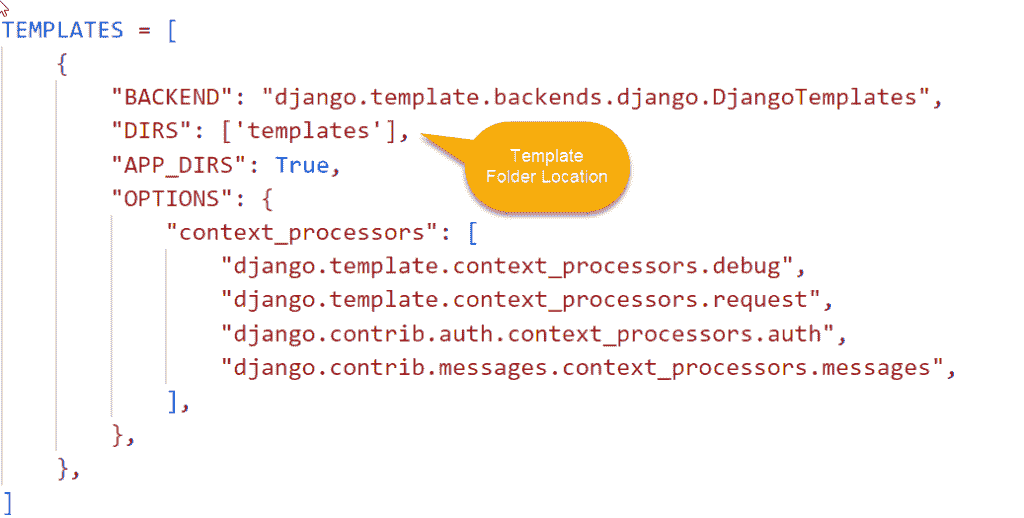 TEMPLATES = [
    {
        "BACKEND": "django.template.backends.django.DjangoTemplates",
        "DIRS": ['templates'],
        "APP_DIRS": True,
        "OPTIONS": {
            "context_processors": [
                "django.template.context_processors.debug",
                "django.template.context_processors.request",
                "django.contrib.auth.context_processors.auth",
                "django.contrib.messages.context_processors.messages",
            ],
        },
    },
]
Template
Folder Location